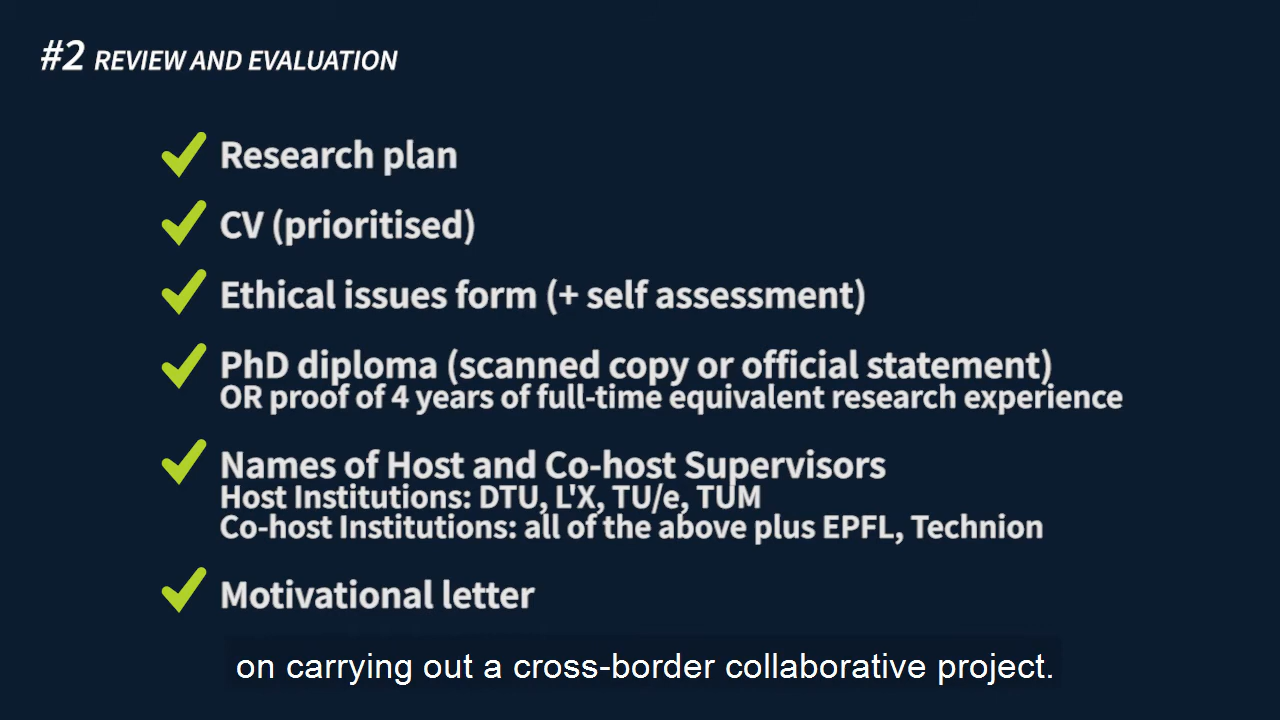 #2 REVIEW AND EVALUATION
Research plan
CV (prioritised)
Ethical issues form (+ self assessment)
PhD diploma (scanned copy or official statement)
OR proof of 4 years of full-time equivalent research experience
Names of Host and Co-host Supervisors
Host Institutions: DTU, L'X, TU/e, TUM
Co-host Institutions: all of the above plus EPFL, Technion
Motivational letter
on carrying out a cross-border collaborative project.